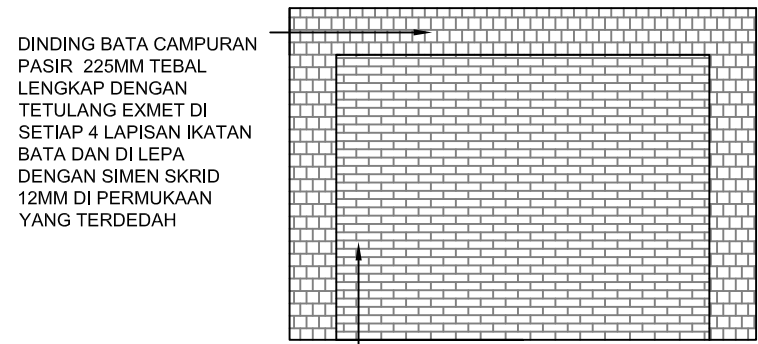 DINDING BATA CAMPURAN
PASIR 225MM TEBAL
LENGKAP DENGAN
TETULANG EXMET DI
SETIAP 4 LAPISAN IKATAN
BATA DAN DI LEPA
DENGAN SIMEN SKRID
12MM DI PERMUKAAN
YANG TERDEDAH